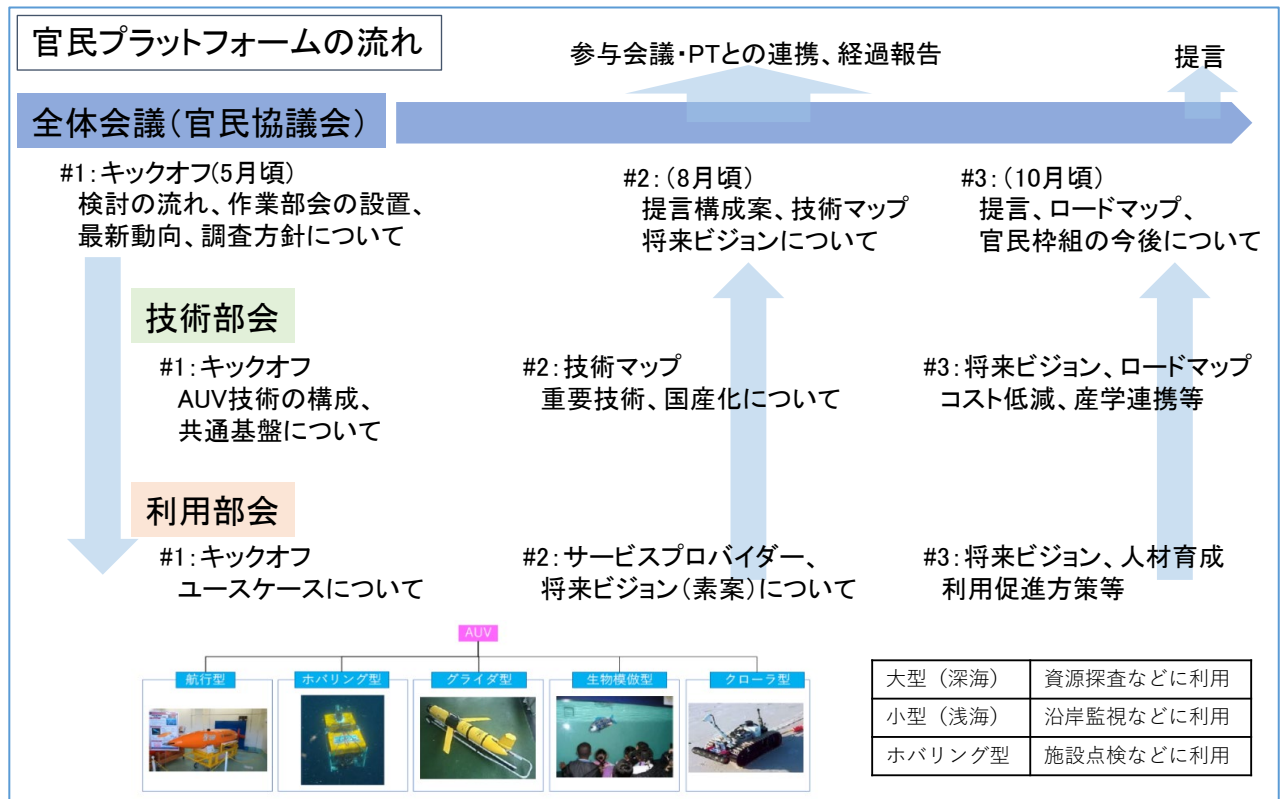 官民プラットフォームの流れ
参与会議・PTとの連携、経過報告
提言
全体会議(官民協議会)
#1:キックオフ(5月頃)
検討の流れ、作業部会の設置、
最新動向、調査方針について
#2:(8月頃)
提言構成案、技術マップ
将来ビジョンについて
#3:(10月頃)
提言、ロードマップ、
官民枠組の今後について
技術部会
#1:キックオフ
AUV技術の構成、
共通基盤について
#2:技術マップ
重要技術、国産化について
#3:将来ビジョン、ロードマップ
コスト低減、産学連携等
利用部会
#1:キックオフ
ユースケースについて
#2:サービスプロバイダー、
将来ビジョン(素案)について
#3:将来ビジョン、人材育成
利用促進方策等
AUV
航行型
ホバリング型
グライダ型
生物模倣型
クローラ型
大型(深海) 資源探査などに利用
小型(浅海) 沿岸監視などに利用
ホバリング型 施設点検などに利用